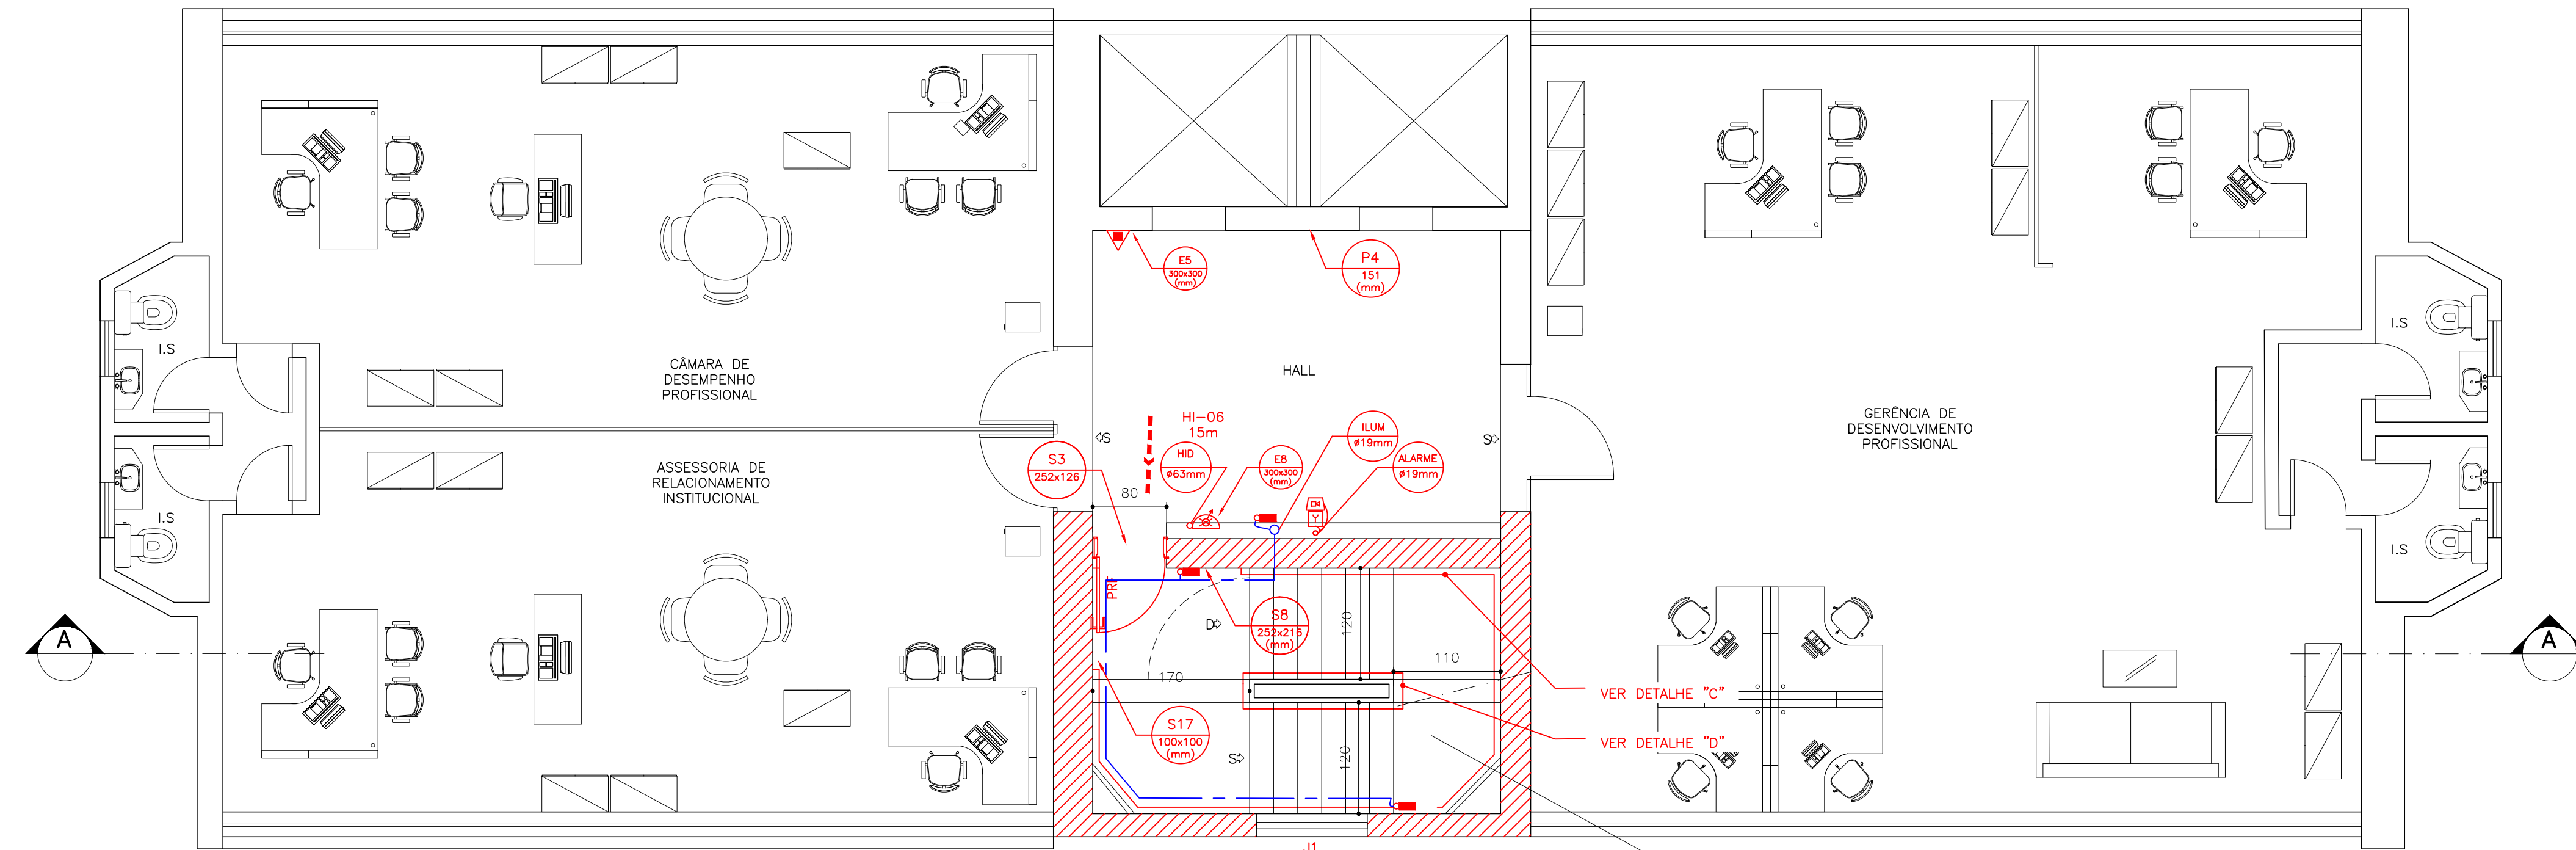 E5
300x300
(mm)
P4
151
(mm)
I.S
I.S
CÂMARA DE
DESEMPENHO
PROFISSIONAL
HALL
GERÊNCIA DE
DESENVOLVIMENTO
PROFISSIONAL
HI-06
15m
ILUM
ø19mm
S
S
S3
252x126
HID
ø63mm
E8
300x300
(mm)
ALARME
ø19mm
ASSESSORIA DE
RELACIONAMENTO
INSTITUCIONAL
80
I.S
I.S
PRF
S8
252x216
(mm)
D
120
A
A
110
170
VER DETALHE "C"
S17
100x100
(mm)
VER DETALHE "D"
S
120
J1